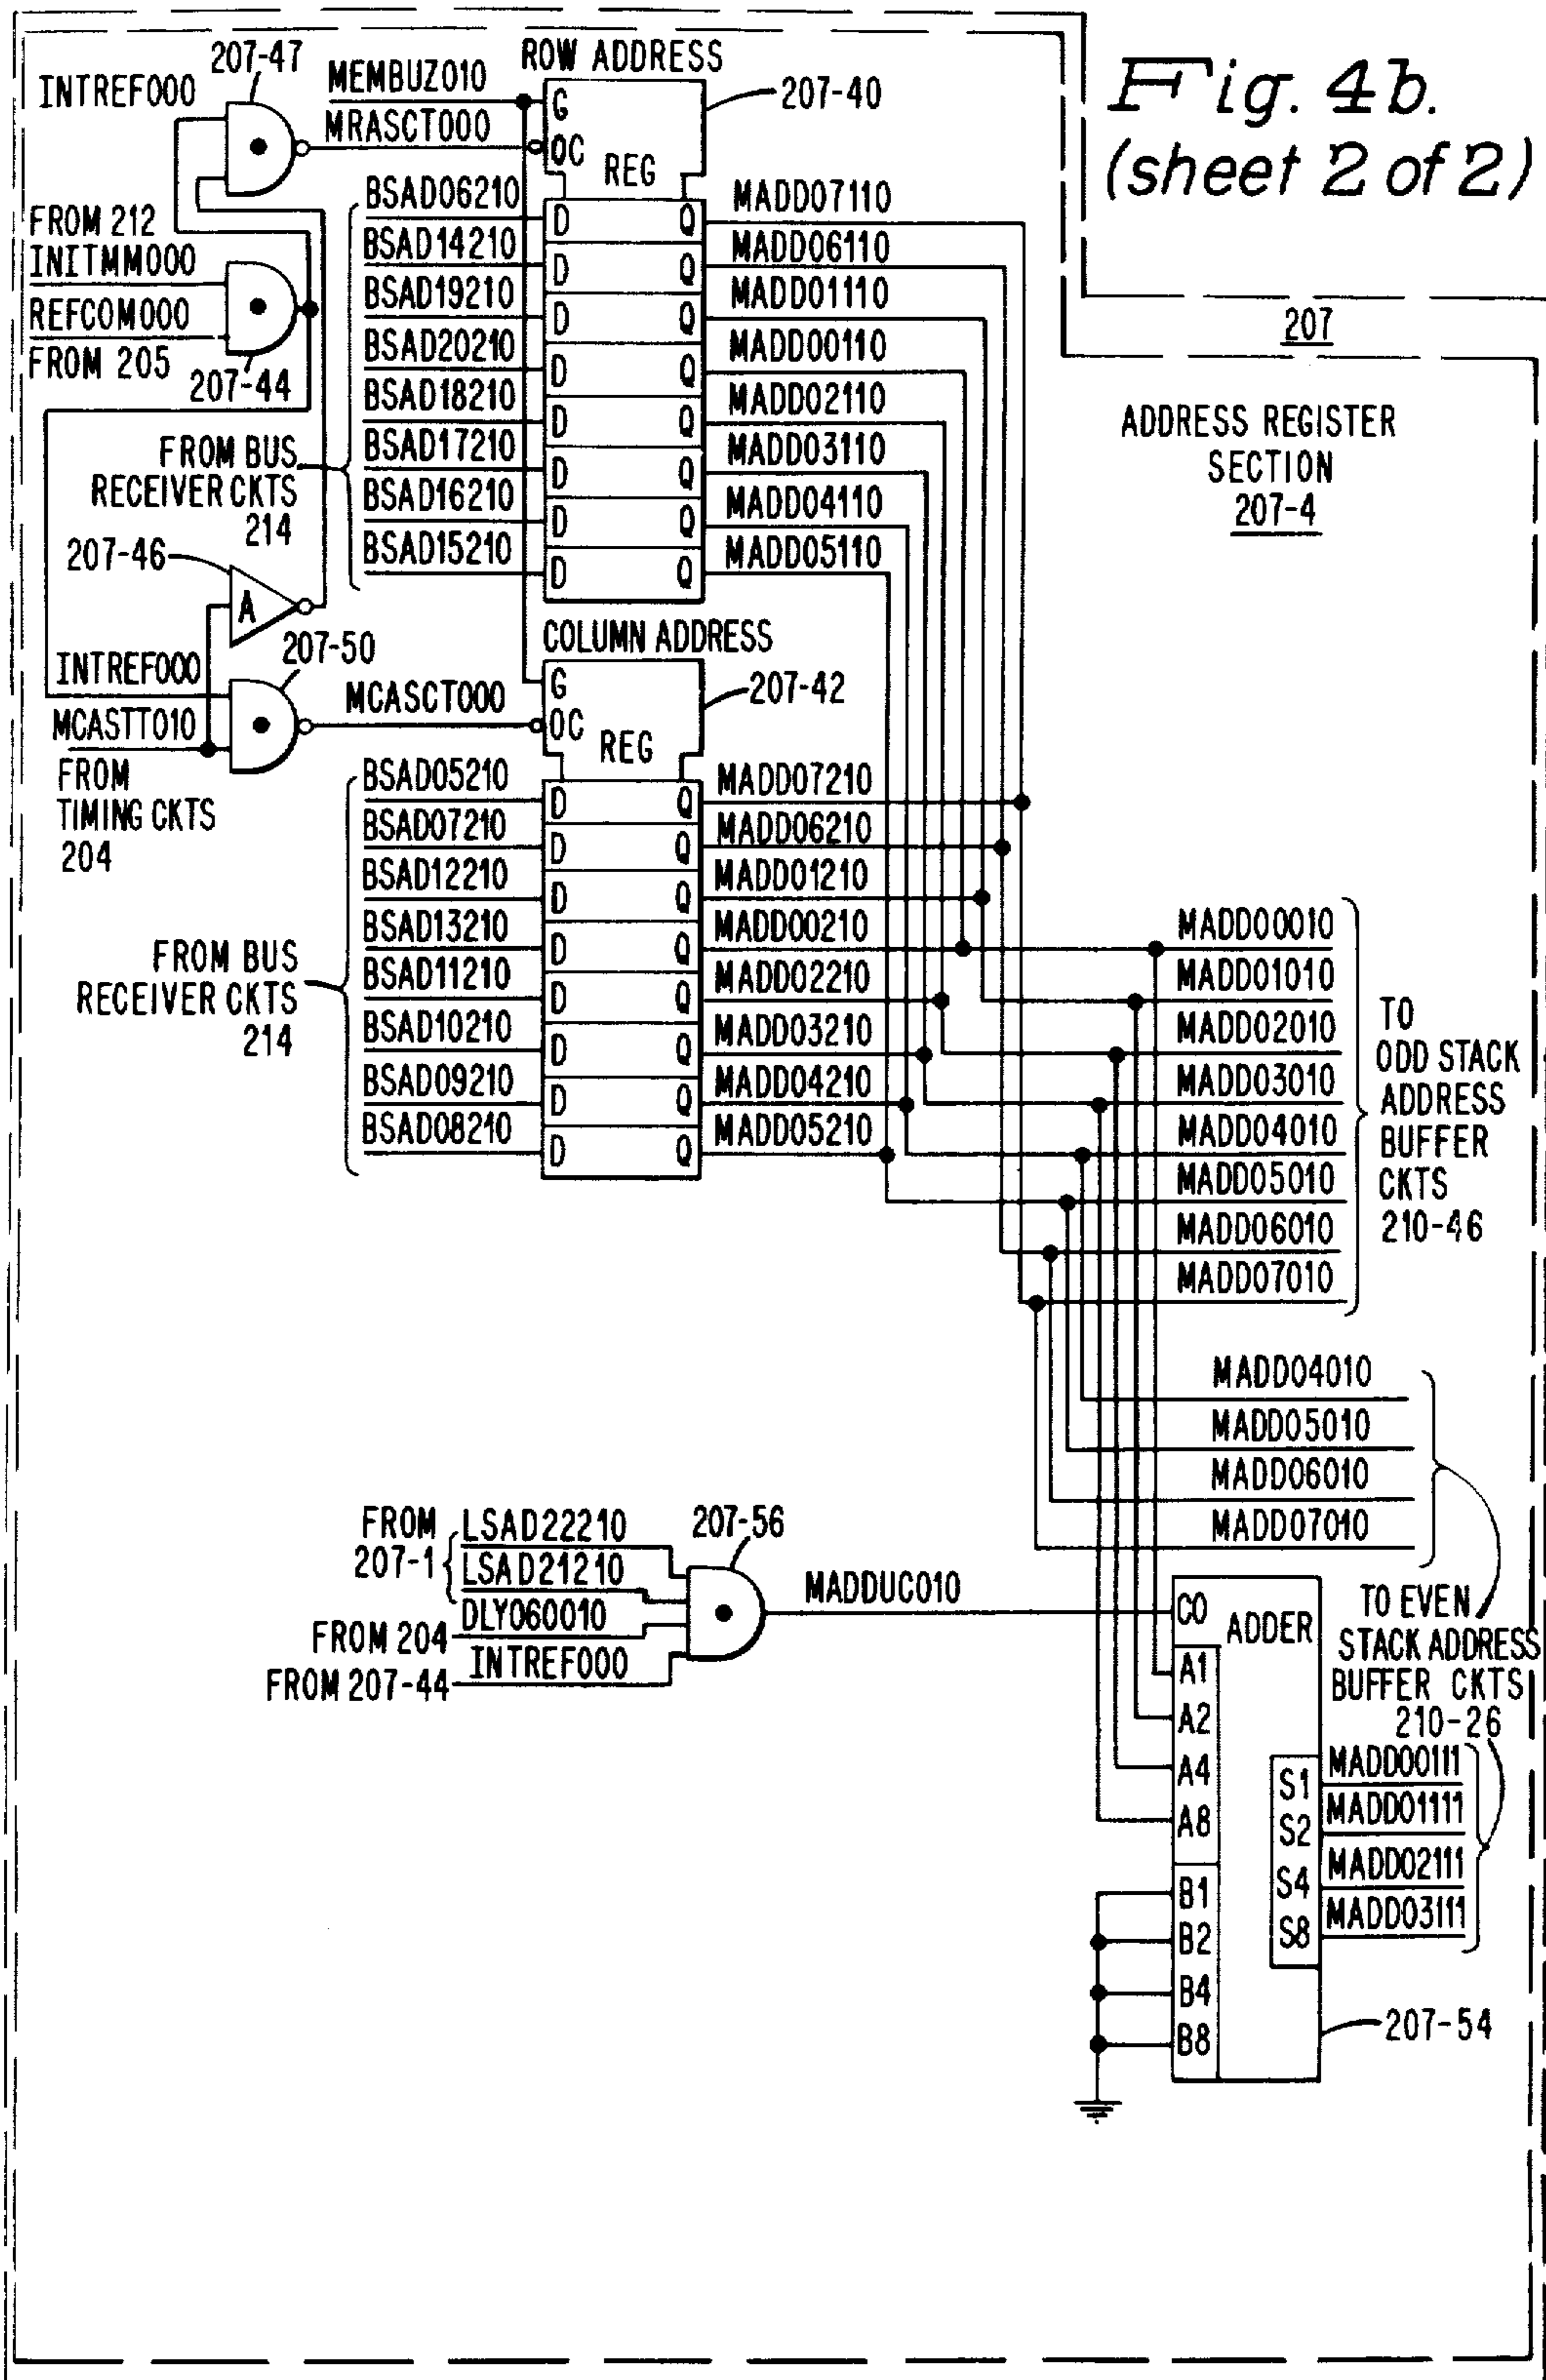 Fig. 4b.
(sheet 2 of 2)
207
ADDRESS REGISTER
SECTION
207-4
207-47
INTREF000
MEMBUZ010
MRASCT000
ROW ADDRESS
207-40
G
OC
REG
FROM 212
INITMM000
REFCOM000
FROM 205
207-44
BSAD06210
D
Q
MADD07110
BSAD14210
D
Q
MADD06110
BSAD19210
D
Q
MADD01110
BSAD20210
D
Q
MADD00110
BSAD18210
D
Q
MADD02110
BSAD17210
D
Q
MADD03110
BSAD16210
D
Q
MADD04110
BSAD15210
D
Q
MADD05110
FROM BUS
RECEIVER CKTS
214
207-46
A
207-50
INTREF000
MCASTT010
FROM
TIMING CKTS
204
MCASCT000
COLUMN ADDRESS
207-42
G
OC
REG
BSAD05210
D
Q
MADD07210
BSAD07210
D
Q
MADD06210
BSAD12210
D
Q
MADD01210
BSAD13210
D
Q
MADD00210
BSAD11210
D
Q
MADD02210
BSAD10210
D
Q
MADD03210
BSAD09210
D
Q
MADD04210
BSAD08210
D
Q
MADD05210
FROM BUS
RECEIVER CKTS
214
MADD00010
MADD01010
MADD02010
MADD03010
MADD04010
MADD05010
MADD06010
MADD07010
TO
ODD STACK
ADDRESS
BUFFER
CKTS
210-46
MADD04010
MADD05010
MADD06010
MADD07010
FROM
207-1
LSAD22210
LSAD21210
DLY060010
FROM 204
INTREF000
FROM 207-44
207-56
MADDUC010
C0
ADDER
A1
A2
A4
A8
B1
B2
B4
B8
S1
S2
S4
S8
TO EVEN
STACK ADDRESS
BUFFER CKTS
210-26
MADD00111
MADD01111
MADD02111
MADD03111
207-54